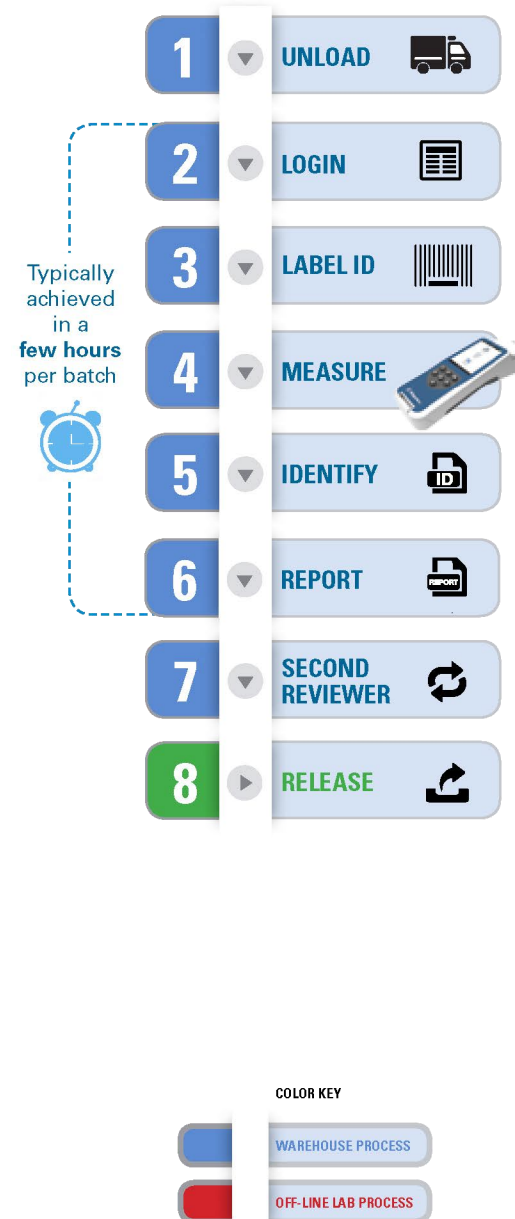 1
UNLOAD
2
LOGIN
3
LABEL ID
Typically
achieved
in a
few hours
per batch
4
MEASURE
5
IDENTIFY
ID
6
REPORT
REPORT
7
SECOND
REVIEWER
8
RELEASE
COLOR KEY
WAREHOUSE PROCESS
OFF-LINE LAB PROCESS